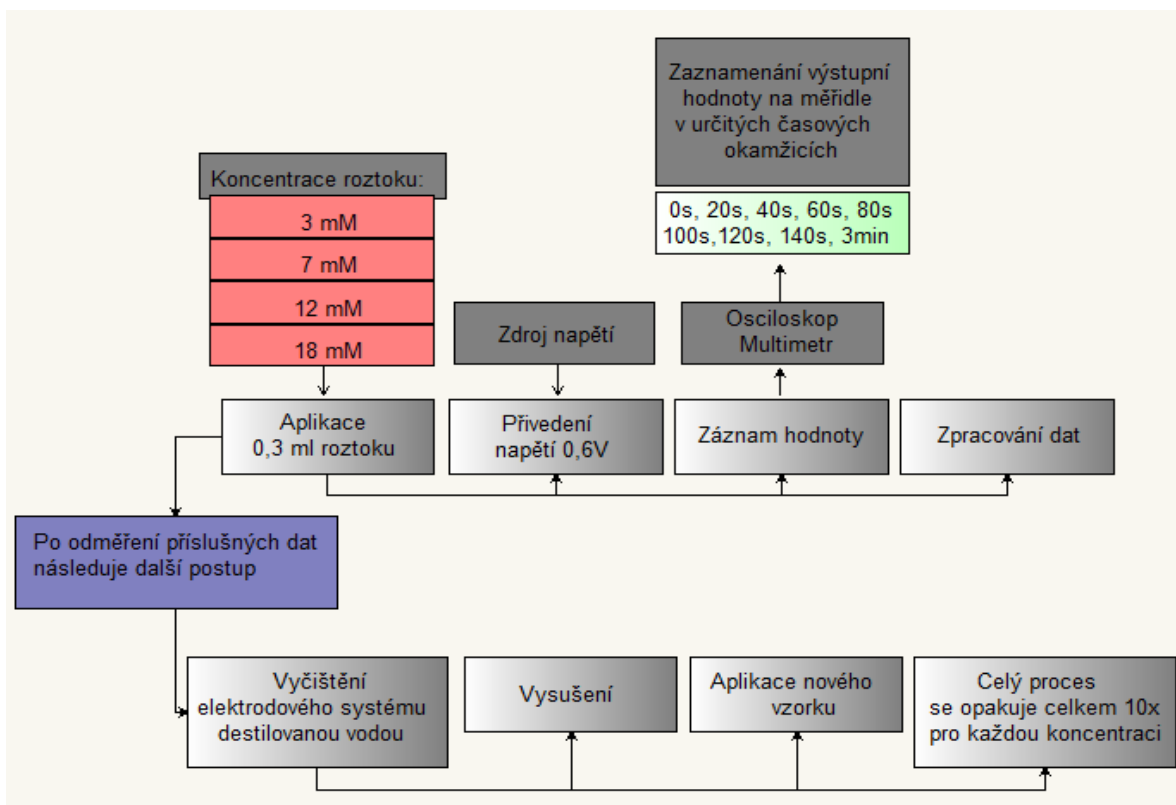 Zaznamenání výstupní
hodnoty na měřidle
v určitých časových
okamžicích
0s, 20s, 40s, 60s, 80s
100s,120s, 140s, 3min
Koncentrace roztoku:
3 mM
7 mM
12 mM
18 mM
Zdroj napětí
Osciloskop
Multimetr
Aplikace
0,3 ml roztoku
Přivedení
napětí 0,6V
Záznam hodnoty
Zpracování dat
Po odměření příslušných dat
následuje další postup
Vyčištění
elektrodového systému
destilovanou vodou
Vysušení
Aplikace nového
vzorku
Celý proces
se opakuje celkem 10x
pro každou koncentraci